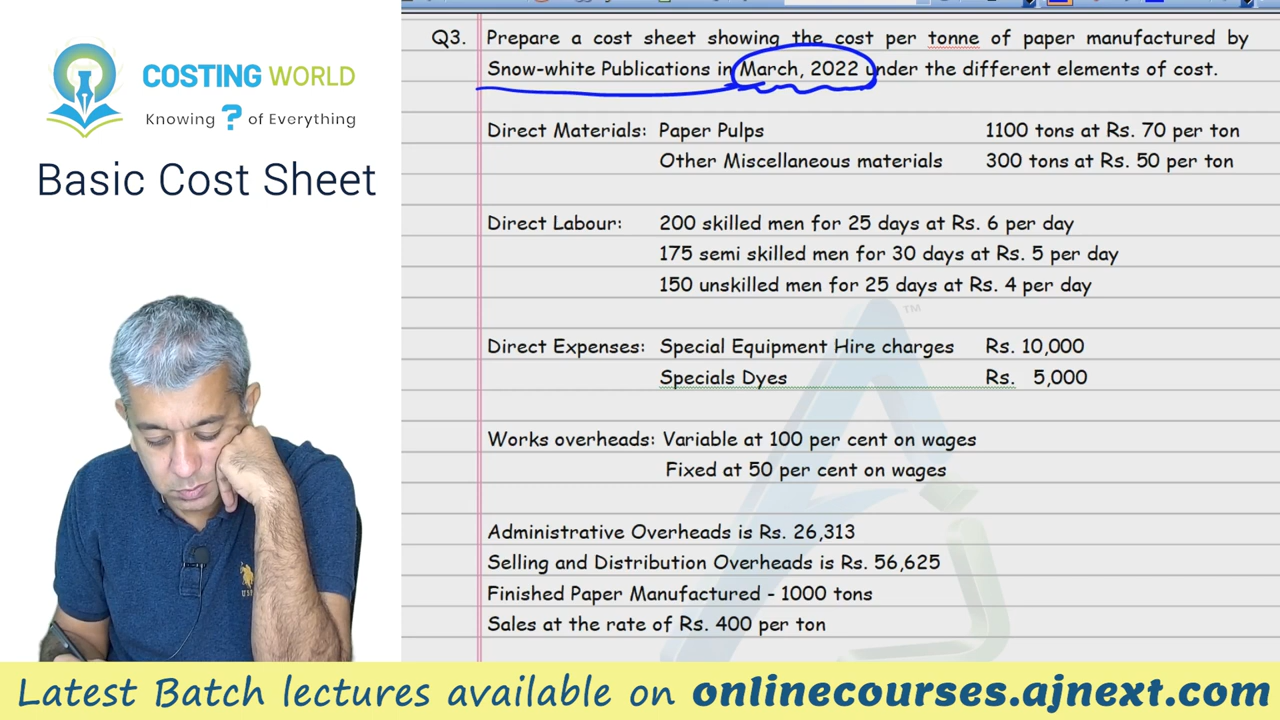 COSTING WORLD
Knowing ? of Everything
Basic Cost Sheet
Q3. Prepare a cost sheet showing the cost per tonne of paper manufactured by
Snow-white Publications in March, 2022 under the different elements of cost.
Direct Materials: Paper Pulps 1100 tons at Rs. 70 per ton
Other Miscellaneous materials 300 tons at Rs. 50 per ton
Direct Labour: 200 skilled men for 25 days at Rs. 6 per day
175 semi skilled men for 30 days at Rs. 5 per day
150 unskilled men for 25 days at Rs. 4 per day
Direct Expenses: Special Equipment Hire charges Rs. 10,000
Specials Dyes Rs. 5,000
Works overheads: Variable at 100 per cent on wages
Fixed at 50 per cent on wages
Administrative Overheads is Rs. 26,313
Selling and Distribution Overheads is Rs. 56,625
Finished Paper Manufactured - 1000 tons
Sales at the rate of Rs. 400 per ton
TM
Latest Batch lectures available on onlinecourses.ajnext.com